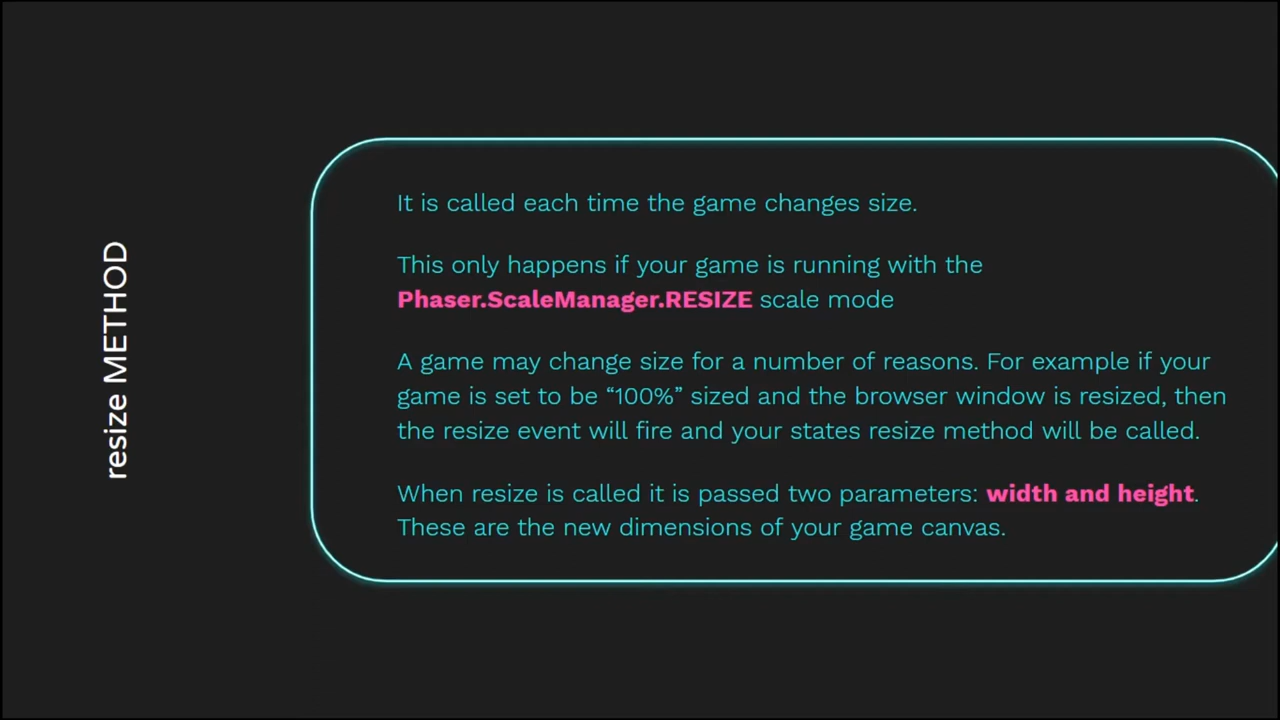 resize METHOD
It is called each time the game changes size.
This only happens if your game is running with the
Phaser.ScaleManager.RESIZE scale mode
A game may change size for a number of reasons. For example if your
game is set to be “100%” sized and the browser window is resized, then
the resize event will fire and your states resize method will be called.
When resize is called it is passed two parameters: width and height.
These are the new dimensions of your game canvas.